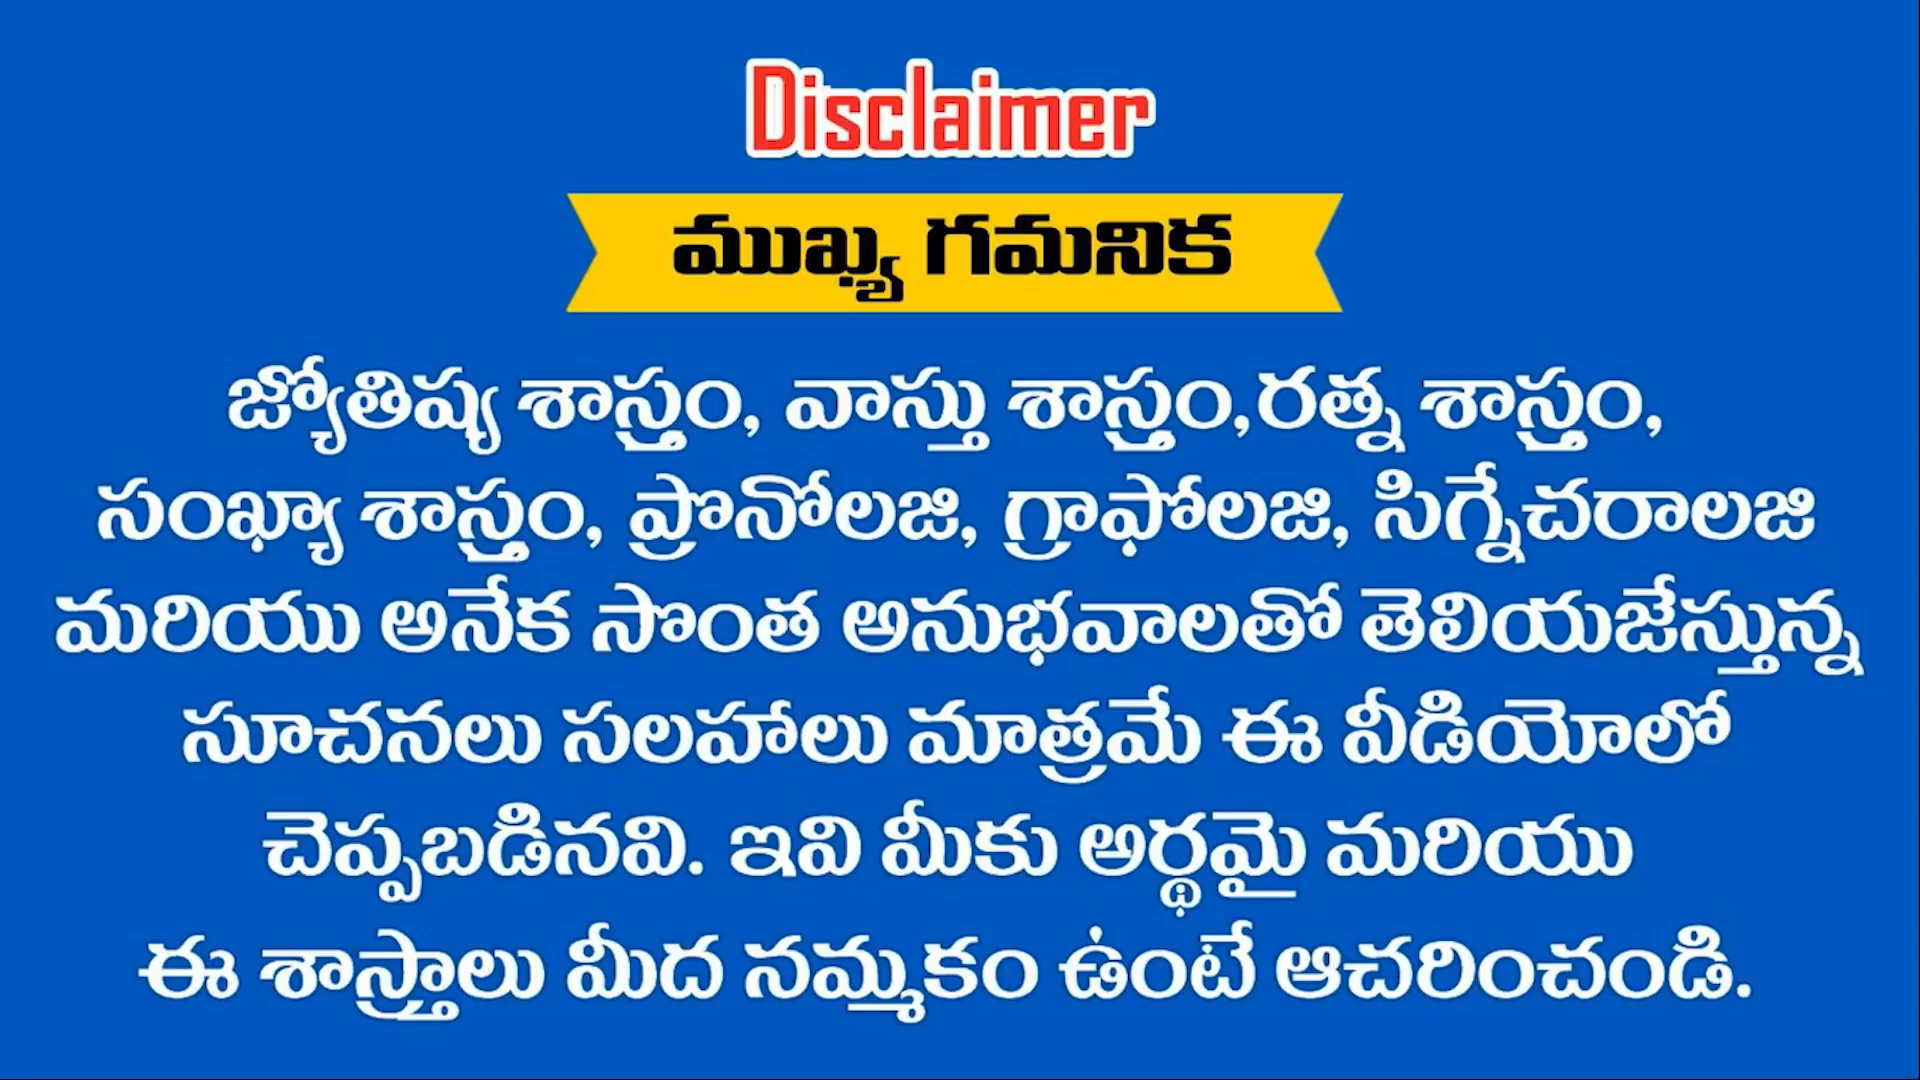 Disclaimer
ముఖ్య గమనిక
జ్యోతిష్య శాస్త్రం, వాస్తు శాస్త్రం,రత్న శాస్త్రం,
సంఖ్యా శాస్త్రం, ప్రొనోలజి, గ్రాఫోలజి, సిగ్నేచరాలజి
మరియు అనేక సొంత అనుభవాలతో తెలియజేస్తున్న
సూచనలు సలహాలు మాత్రమే ఈ వీడియోలో
చెప్పబడినవి. ఇవి మీకు అర్థమై మరియు
ఈ శాస్త్రాలు మీద నమ్మకం ఉంటే ఆచరించండి.